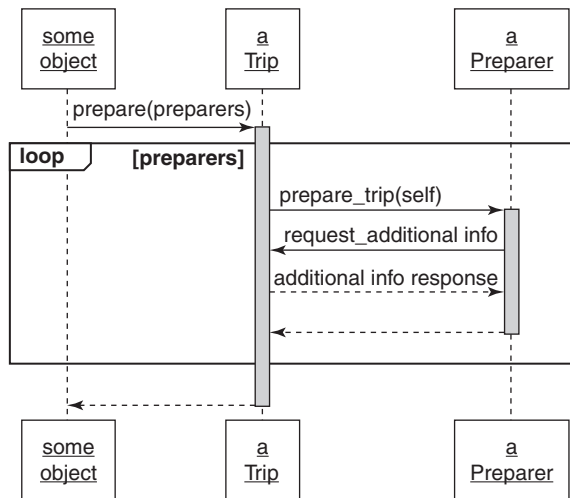 some
object
a
Trip
a
Preparer
prepare(preparers)
loop
[preparers]
prepare_trip(self)
request_additional info
additional info response
some
object
a
Trip
a
Preparer